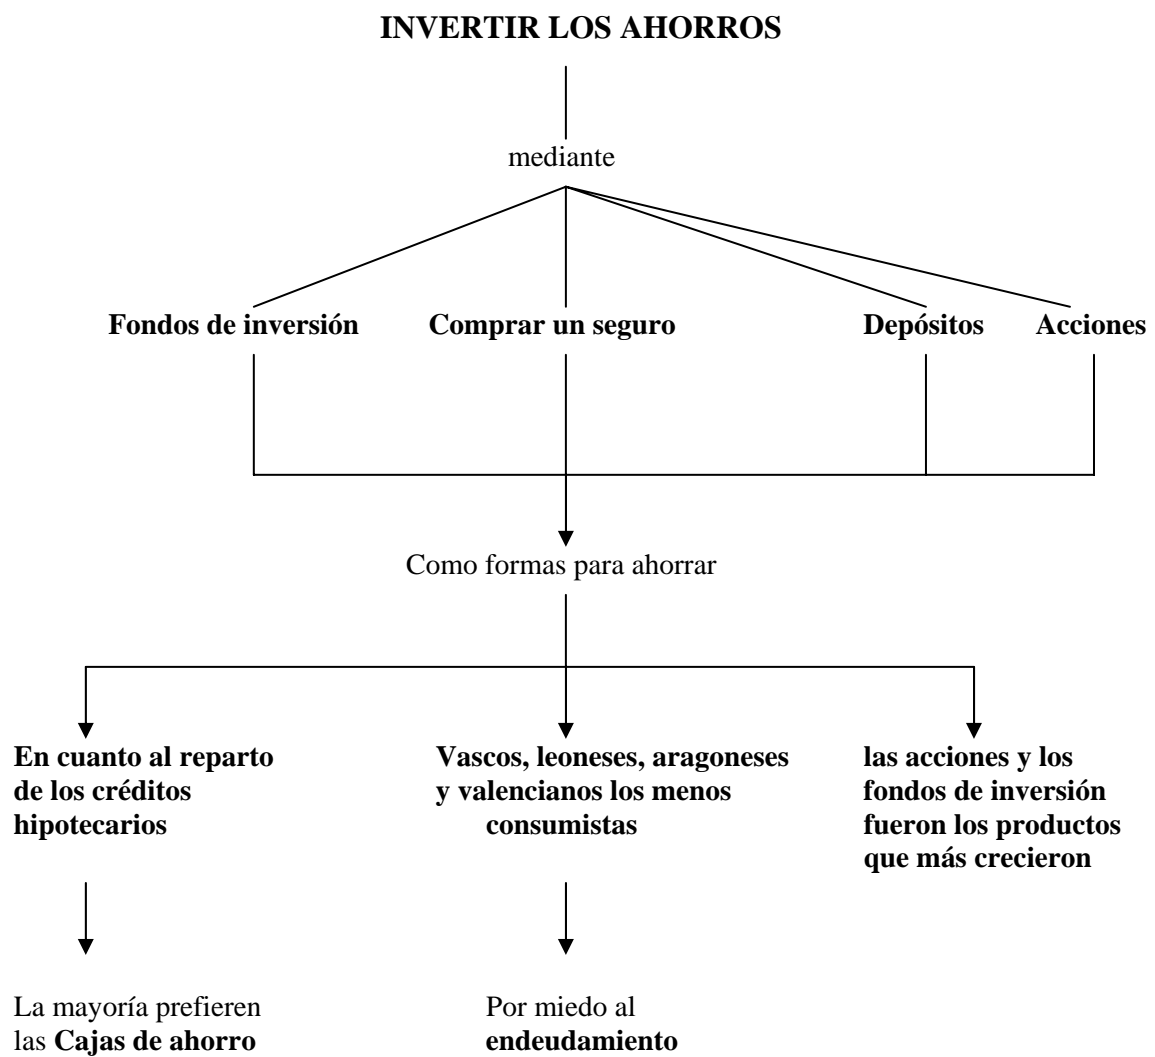 INVERTIR LOS AHORROS
mediante
Fondos de inversión
Comprar un seguro
Depósitos
Acciones
Como formas para ahorrar
En cuanto al reparto
de los créditos
hipotecarios
Vascos, leoneses, aragoneses
y valencianos los menos
consumistas
las acciones y los
fondos de inversión
fueron los productos
que más crecieron
La mayoría prefieren
las Cajas de ahorro
Por miedo al
endeudamiento